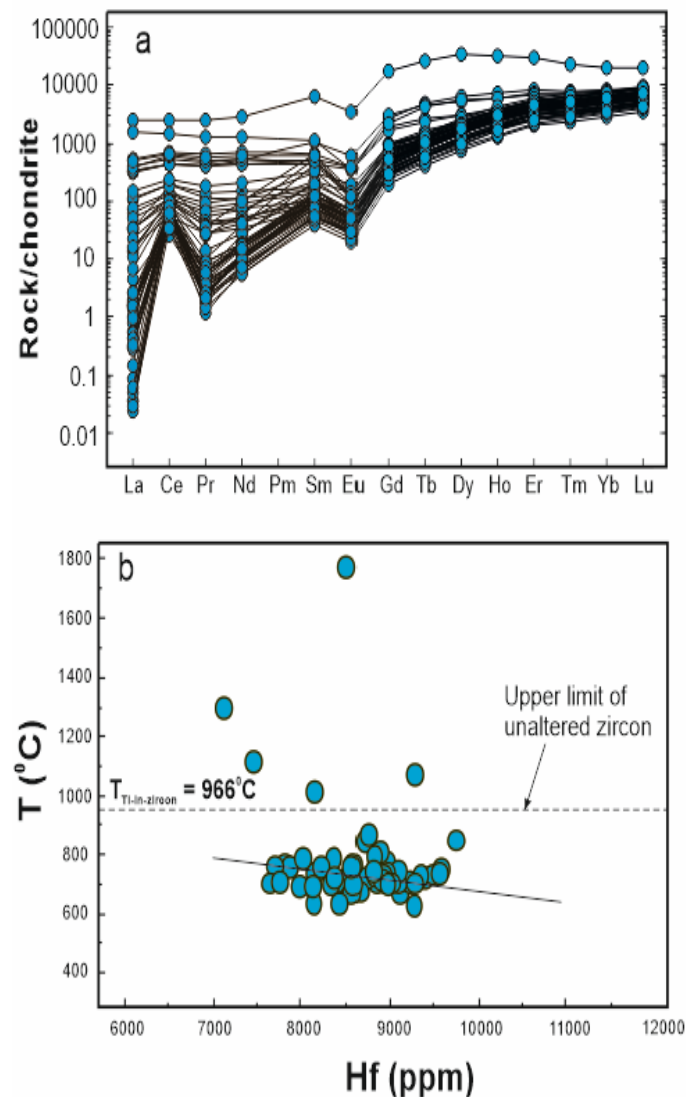 a
Rock/chondrite
100000
10000
1000
100
10
1
0.1
0.01
La Ce Pr Nd Pm Sm Eu Gd Tb Dy Ho Er Tm Yb Lu
b
T (⁰C)
1800
1600
1400
1200
1000
800
600
400
Upper limit of
unaltered zircon
T Ti-in-zircon = 966⁰C
6000 7000 8000 9000 10000 11000 12000
Hf (ppm)